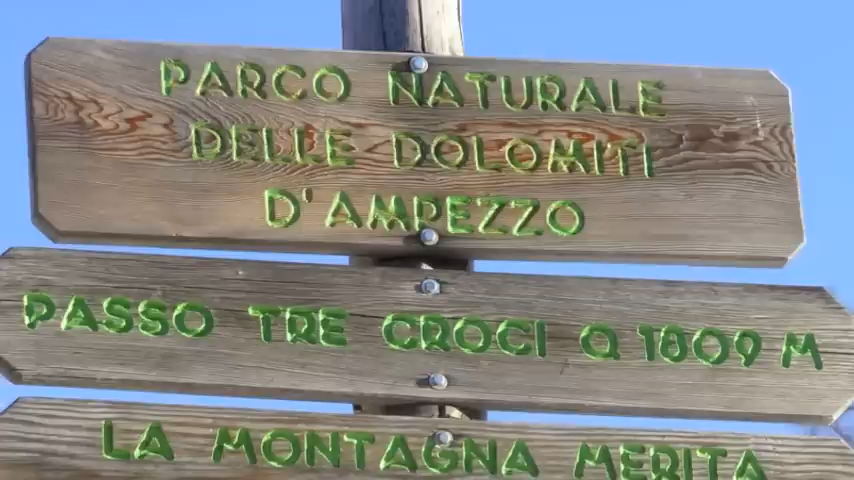 PARCO NATURALE
DELLE DOLOMITI
D'AMPEZZO
PASSO TRE CROCI Q 1809 M
LA MONTAGNA MERITA